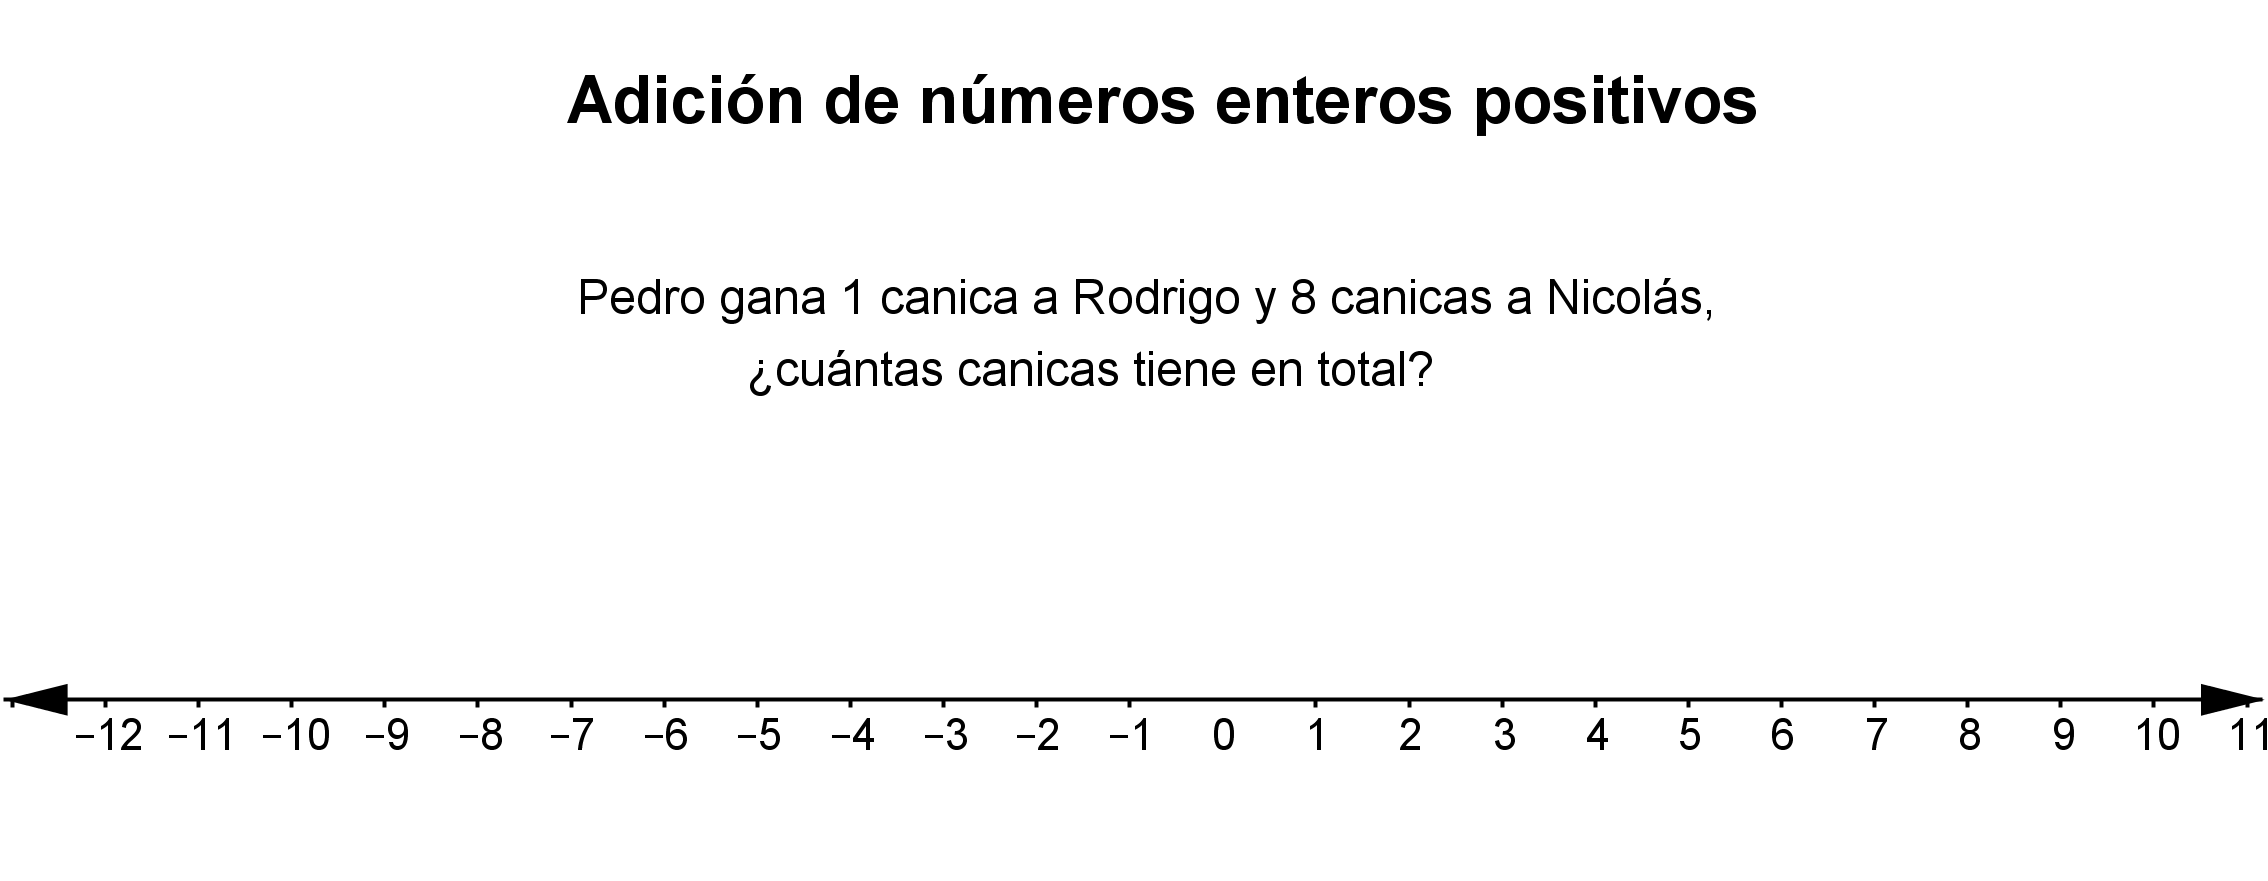 Adición de números enteros positivos
Pedro gana 1 canica a Rodrigo y 8 canicas a Nicolás,
¿cuántas canicas tiene en total?
−12 −11 −10 −9 −8 −7 −6 −5 −4 −3 −2 −1 0 1 2 3 4 5 6 7 8 9 10 11